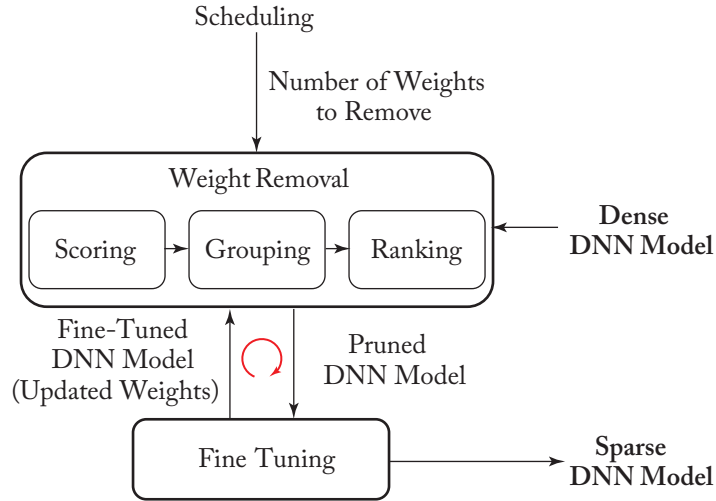 Scheduling
Number of Weights
to Remove
Weight Removal
Scoring
Grouping
Ranking
Dense
DNN Model
Fine-Tuned
DNN Model
(Updated Weights)
Pruned
DNN Model
Fine Tuning
Sparse
DNN Model